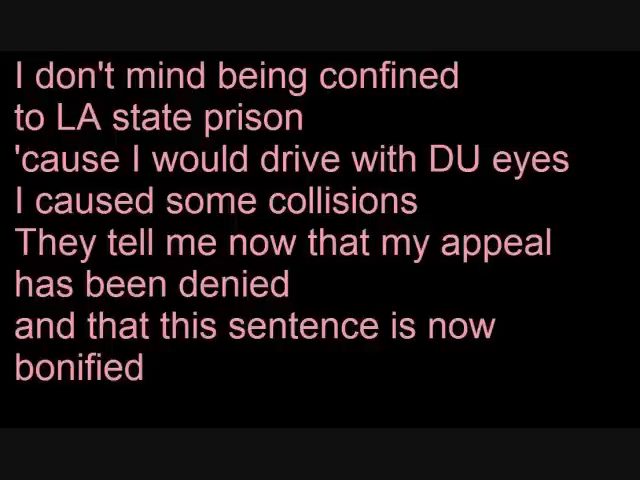 I don't mind being confined
to LA state prison
'cause I would drive with DU eyes
I caused some collisions
They tell me now that my appeal
has been denied
and that this sentence is now
bonified